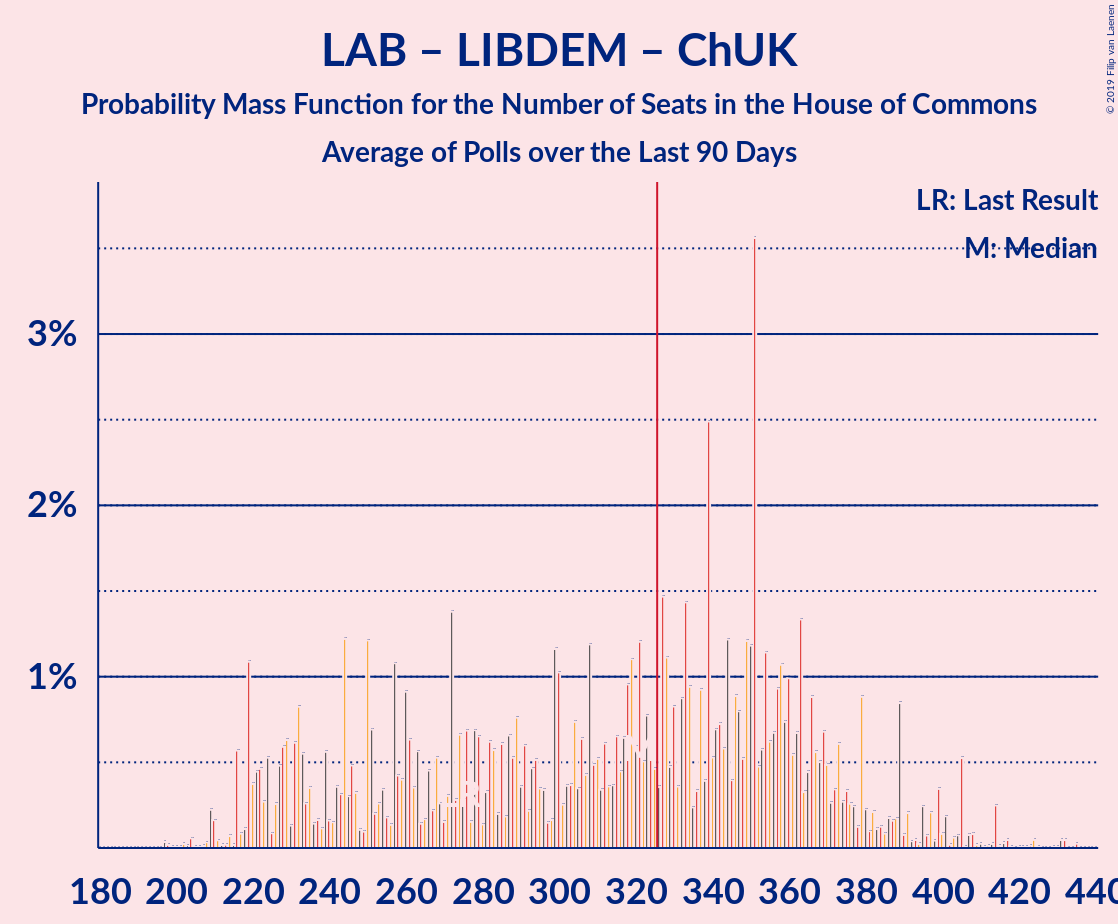 LAB – LIBDEM – ChUK
Probability Mass Function for the Number of Seats in the House of Commons
Average of Polls over the Last 90 Days
© 2019 Filip van Laenen
LR: Last Result
M: Median
3%
2%
1%
180 200 220 240 260 280 300 320 340 360 380 400 420 440